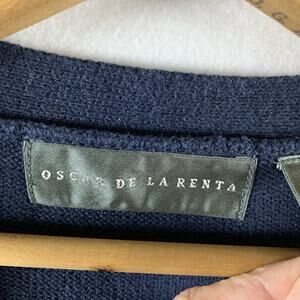 OSCAR DE LA RENTA